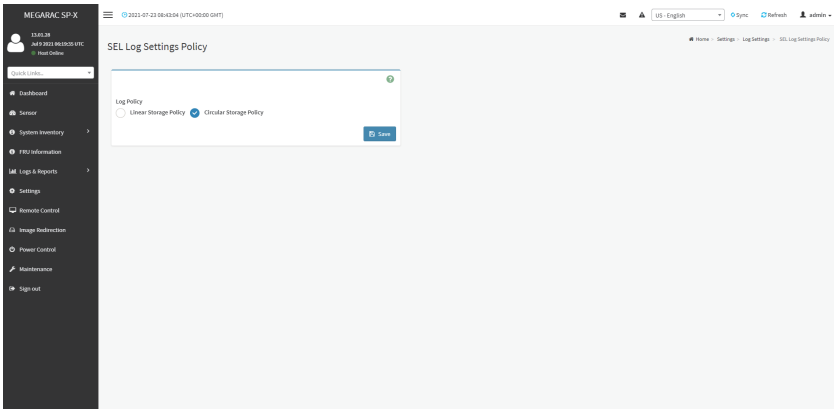 MEGARAC SP-X
2021-07-23 08:43:04 (UTC+00:00 GMT)
US - English
Sync
Refresh
admin
13.01.28
Jul 9 2021 06:19:35 UTC
Host Online
Home > Settings > Log Settings > SEL Log Settings Policy
SEL Log Settings Policy
Quick Links...
Dashboard
Sensor
System Inventory
FRU Information
Logs & Reports
Settings
Remote Control
Image Redirection
Power Control
Maintenance
Sign out
Log Policy
Linear Storage Policy
Circular Storage Policy
Save